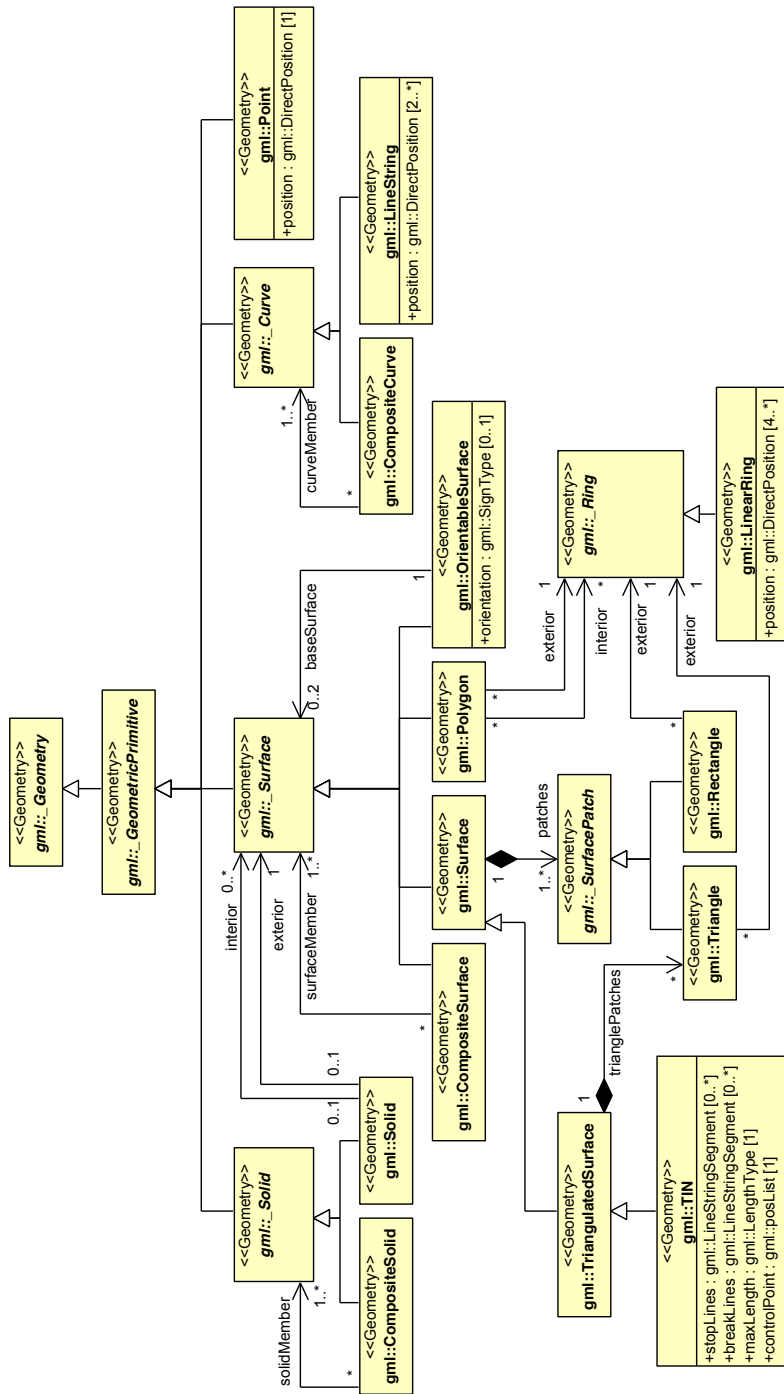 <<Geometry>>
gml::_Geometry
<<Geometry>>
gml::_GeometricPrimitive
<<Geometry>>
gml::_Solid
<<Geometry>>
gml::_Surface
<<Geometry>>
gml::_Curve
<<Geometry>>
gml::Point
+position : gml::DirectPosition [1]
solidMember
1..*
*
interior
0..*
0..1
exterior
1
0..1
surfaceMember
1..*
*
baseSurface
0..2
1
curveMember
1..*
*
<<Geometry>>
gml::CompositeSolid
<<Geometry>>
gml::Solid
<<Geometry>>
gml::CompositeSurface
<<Geometry>>
gml::Surface
<<Geometry>>
gml::Polygon
<<Geometry>>
gml::OrientableSurface
+orientation : gml::SignType [0..1]
<<Geometry>>
gml::CompositeCurve
<<Geometry>>
gml::LineString
+position : gml::DirectPosition [2..*]
1
patches
1..*
*
exterior
1
*
interior
*
<<Geometry>>
gml::TriangulatedSurface
1
trianglePatches
*
<<Geometry>>
gml::_SurfacePatch
<<Geometry>>
gml::_Ring
exterior
1
*
exterior
1
*
<<Geometry>>
gml::TIN
+stopLines : gml::LineStringSegment [0..*]
+breakLines : gml::LineStringSegment [0..*]
+maxLength : gml::LengthType [1]
+controlPoint : gml::posList [1]
<<Geometry>>
gml::Triangle
<<Geometry>>
gml::Rectangle
<<Geometry>>
gml::LinearRing
+position : gml::DirectPosition [4..*]